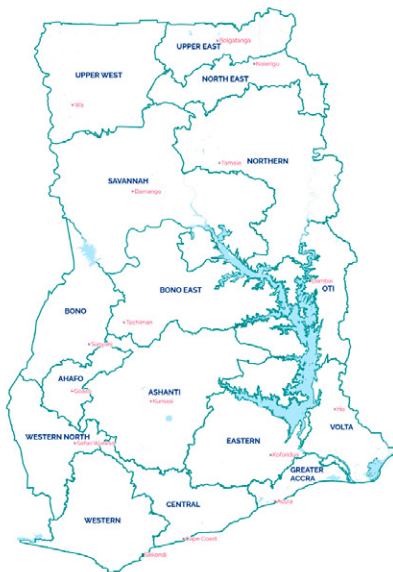 Bolgatanga
UPPER EAST
Nalerigu
UPPER WEST
NORTH EAST
Wa
Tamale
NORTHERN
SAVANNAH
Damango
Dambai
BONO EAST
OTI
BONO
Techiman
Sunyani
AHAFO
Goaso
ASHANTI
Kumasi
Ho
VOLTA
WESTERN NORTH
Sefwi Wiawso
EASTERN
Koforidua
GREATER
ACCRA
CENTRAL
Accra
WESTERN
Cape Coast
Sekondi